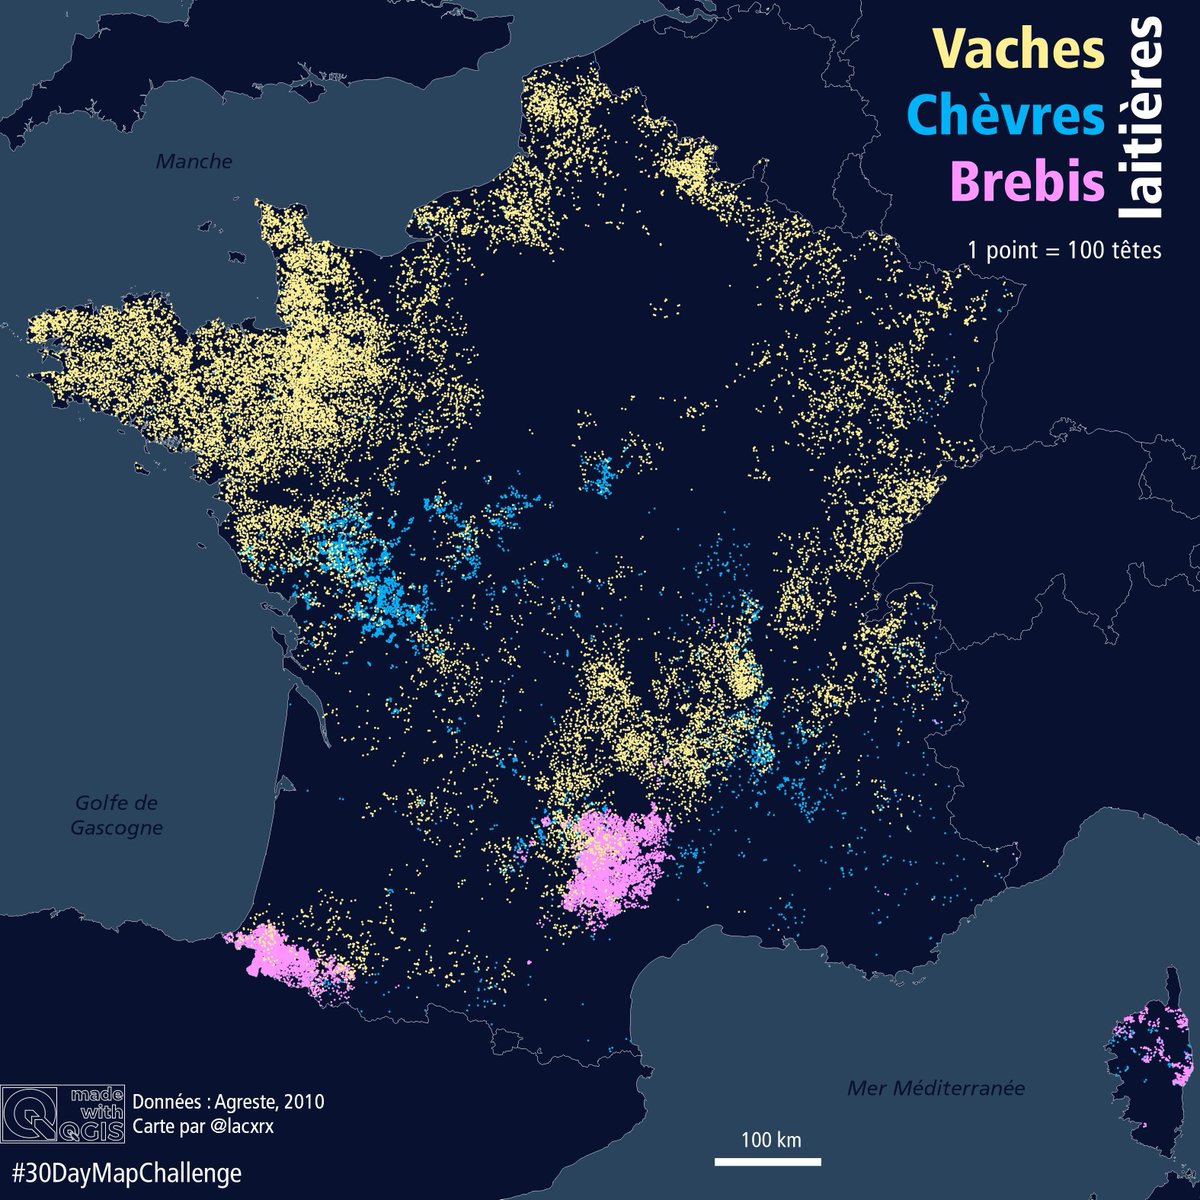 Vaches
Chèvres
Brebis
laitières
1 point = 100 têtes
Manche
Golfe de
Gascogne
Mer Méditerranée
100 km
made
with
QGIS
Données : Agreste, 2010
Carte par @lacxrx
#30DayMapChallenge